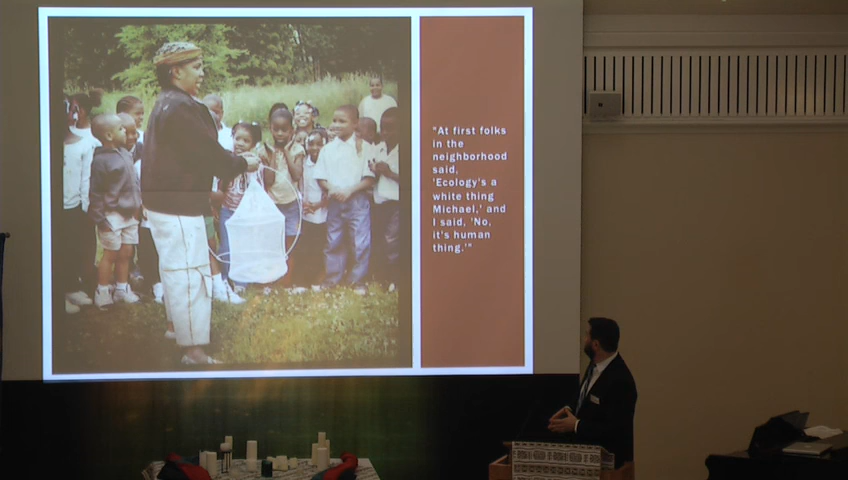 "At first folks
in the
neighborhood
said,
'Ecology's a
white thing
Michael,' and
I said, 'No,
it's human
thing.'"